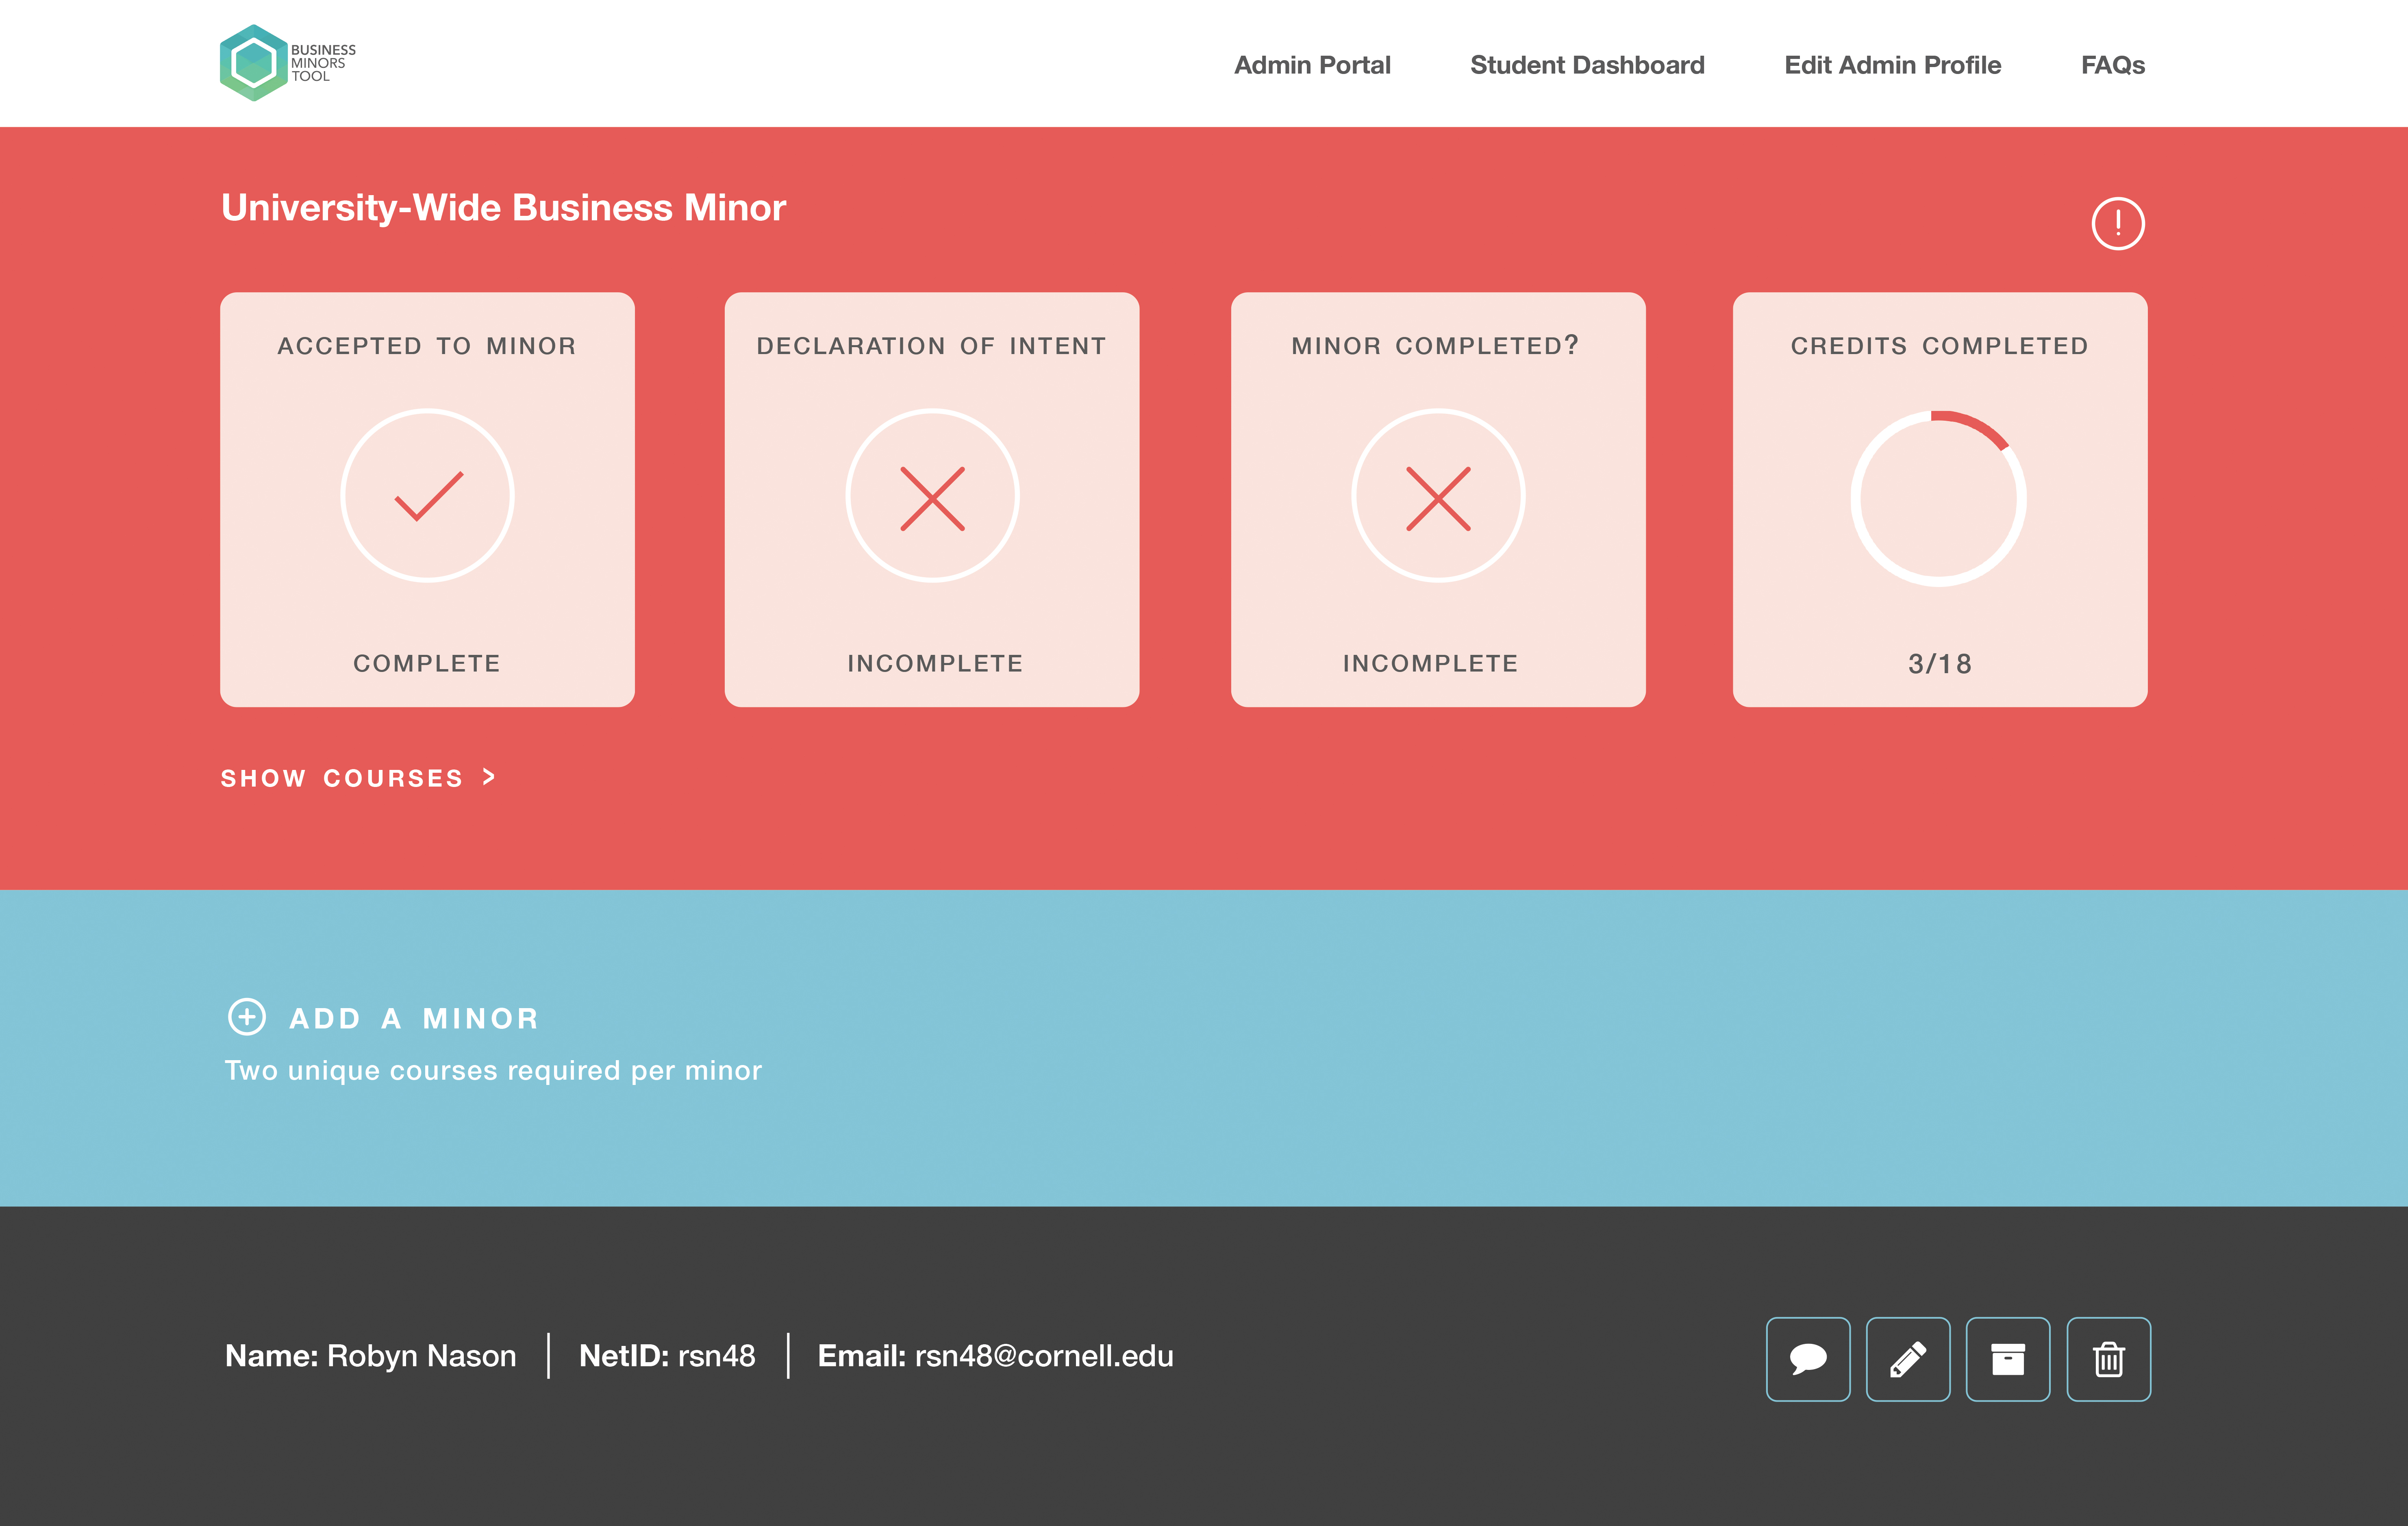 BUSINESS
MINORS
TOOL
Admin Portal Student Dashboard Edit Admin Profile FAQs
University-Wide Business Minor
!
ACCEPTED TO MINOR
COMPLETE
DECLARATION OF INTENT
INCOMPLETE
MINOR COMPLETED?
INCOMPLETE
CREDITS COMPLETED
3/18
SHOW COURSES >
ADD A MINOR
Two unique courses required per minor
Name: Robyn Nason | NetID: rsn48 | Email: rsn48@cornell.edu